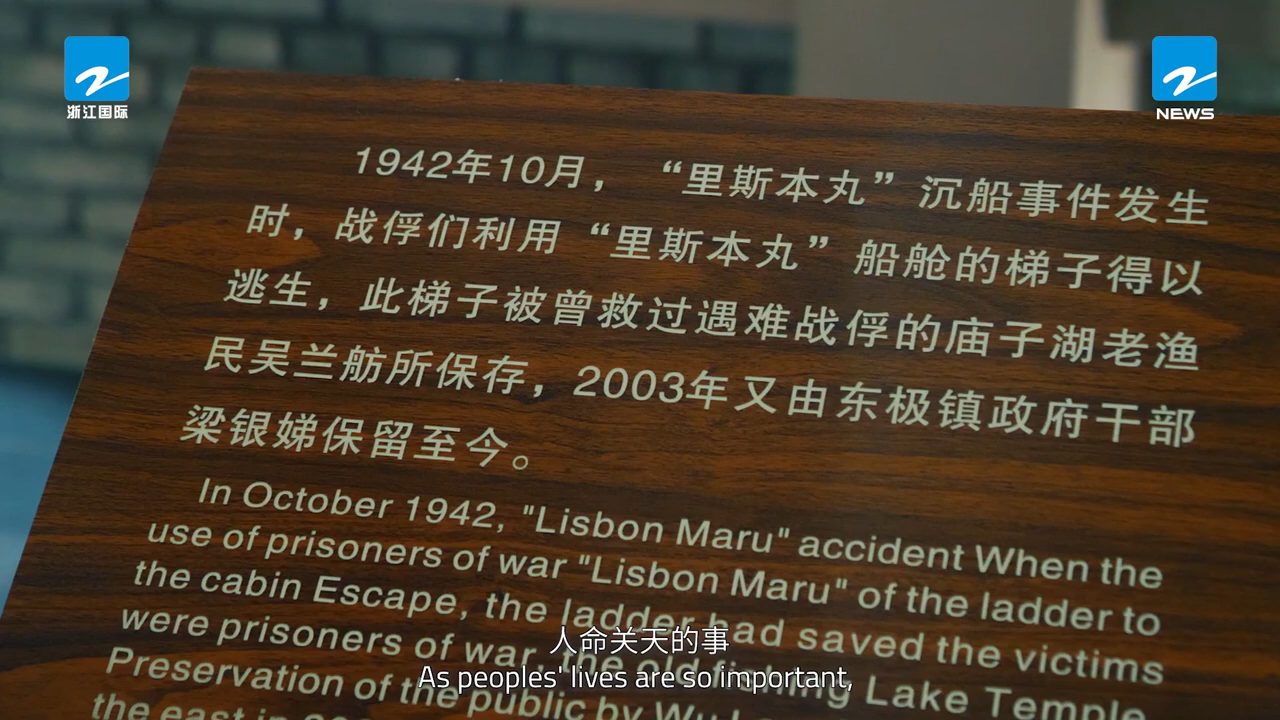 浙江国际
NEWS
1942年10月，“里斯本丸”沉船事件发生
时，战俘们利用“里斯本丸”船舱的梯子得以
逃生，此梯子被曾救过遇难战俘的庙子湖老渔
民吴兰舫所保存，2003年又由东极镇政府干部
梁银娣保留至今。
In October 1942, "Lisbon Maru" accident When the
use of prisoners of war "Lisbon Maru" of the ladder to
the cabin Escape, the ladder had saved the victims
were prisoners of war, the old fishing Lake Temple
Preservation of the public by Wu
the east in
人命关天的事
As peoples' lives are so important,